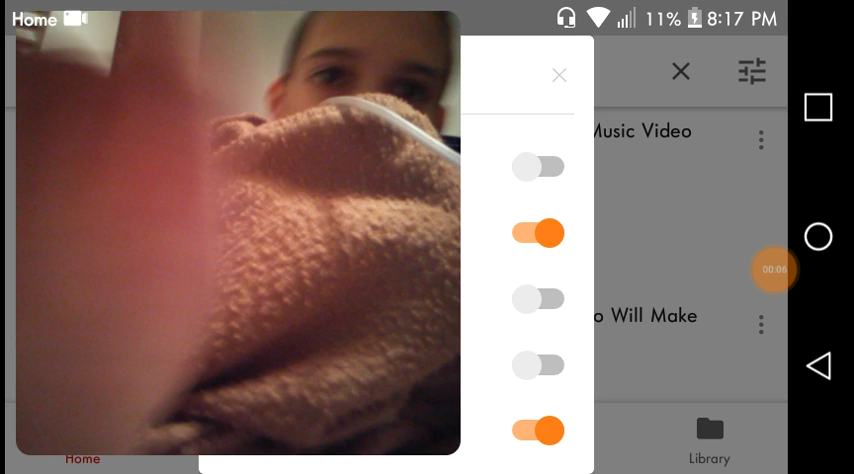 Home
11% 8:17 PM
Music Video
00:06
o Will Make
Home
Library